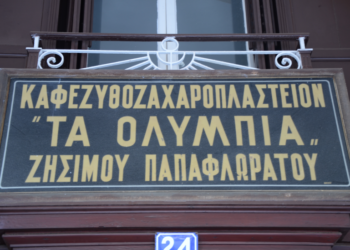 ΚΑΦΕΖΥΘΟΖΑΧΑΡΟΠΛΑΣΤΕΙΟΝ
"ΤΑ ΟΛΥΜΠΙΑ„
ΖΗΣΙΜΟΥ ΠΑΠΑΦΛΩΡΑΤΟΥ
24